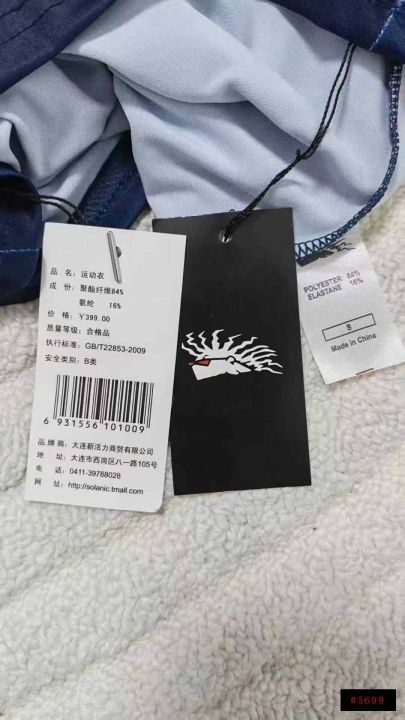 品 名：运动衣
成 份：聚酯纤维84%
氨纶 16%
价 格：￥399.00
质量等级：合格品
执行标准：GB/T22853-2009
安全类别：B类
6 931556 101009
品 牌 商：大连新活力商贸有限公司
地 址：大连市西岗区八一路105号
电 话：0411-39788028
网 址：http://solanic.tmall.com
POLYESTER 84%
ELASTANE 16%
S
Made in China
#5699